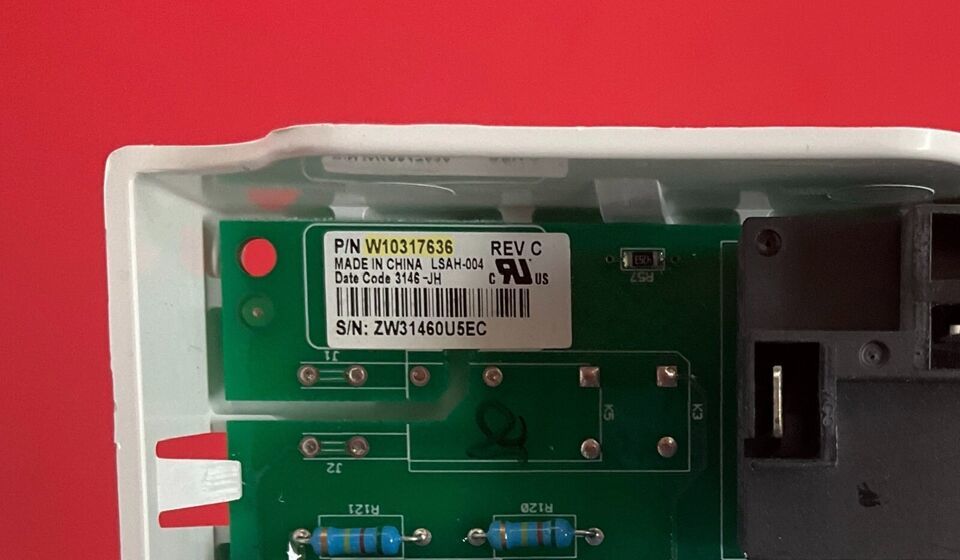 P/N W10317636 REV C
MADE IN CHINA LSAH-004
Date Code 3146-JH
C US
S/N: ZW31460U5EC
R57
J1
K5
K3
J2
R121
R120